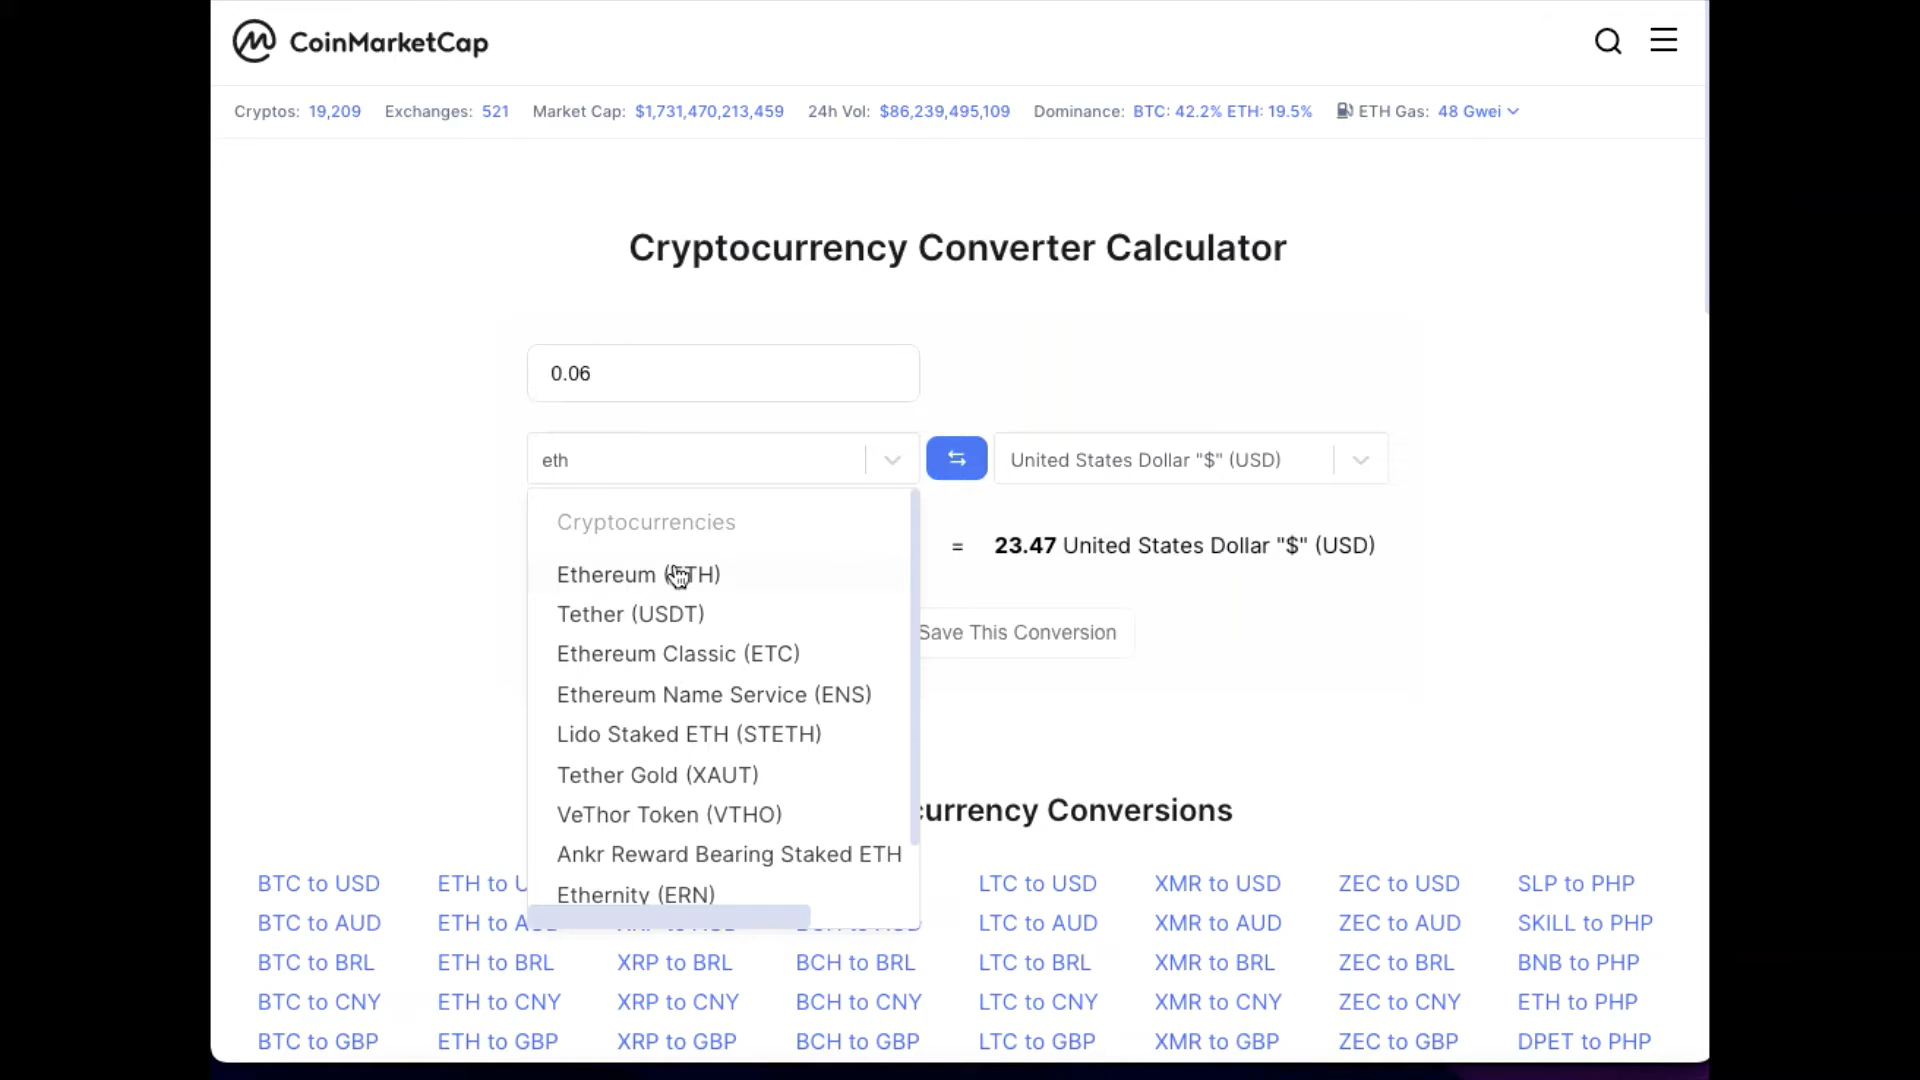 CoinMarketCap
Cryptos: 19,209 Exchanges: 521 Market Cap: $1,731,470,213,459 24h Vol: $86,239,495,109 Dominance: BTC: 42.2% ETH: 19.5% ETH Gas: 48 Gwei
Cryptocurrency Converter Calculator
0.06
eth
United States Dollar "$" (USD)
Cryptocurrencies
= 23.47 United States Dollar "$" (USD)
Ethereum (ETH)
Tether (USDT)
Save This Conversion
Ethereum Classic (ETC)
Ethereum Name Service (ENS)
Lido Staked ETH (STETH)
Tether Gold (XAUT)
VeThor Token (VTHO)
currency Conversions
Ankr Reward Bearing Staked ETH
Ethernity (ERN)
BTC to USD ETH to U LTC to USD XMR to USD ZEC to USD SLP to PHP
BTC to AUD ETH to LTC to AUD XMR to AUD ZEC to AUD SKILL to PHP
BTC to BRL ETH to BRL XRP to BRL BCH to BRL LTC to BRL XMR to BRL ZEC to BRL BNB to PHP
BTC to CNY ETH to CNY XRP to CNY BCH to CNY LTC to CNY XMR to CNY ZEC to CNY ETH to PHP
BTC to GBP ETH to GBP XRP to GBP BCH to GBP LTC to GBP XMR to GBP ZEC to GBP DPET to PHP